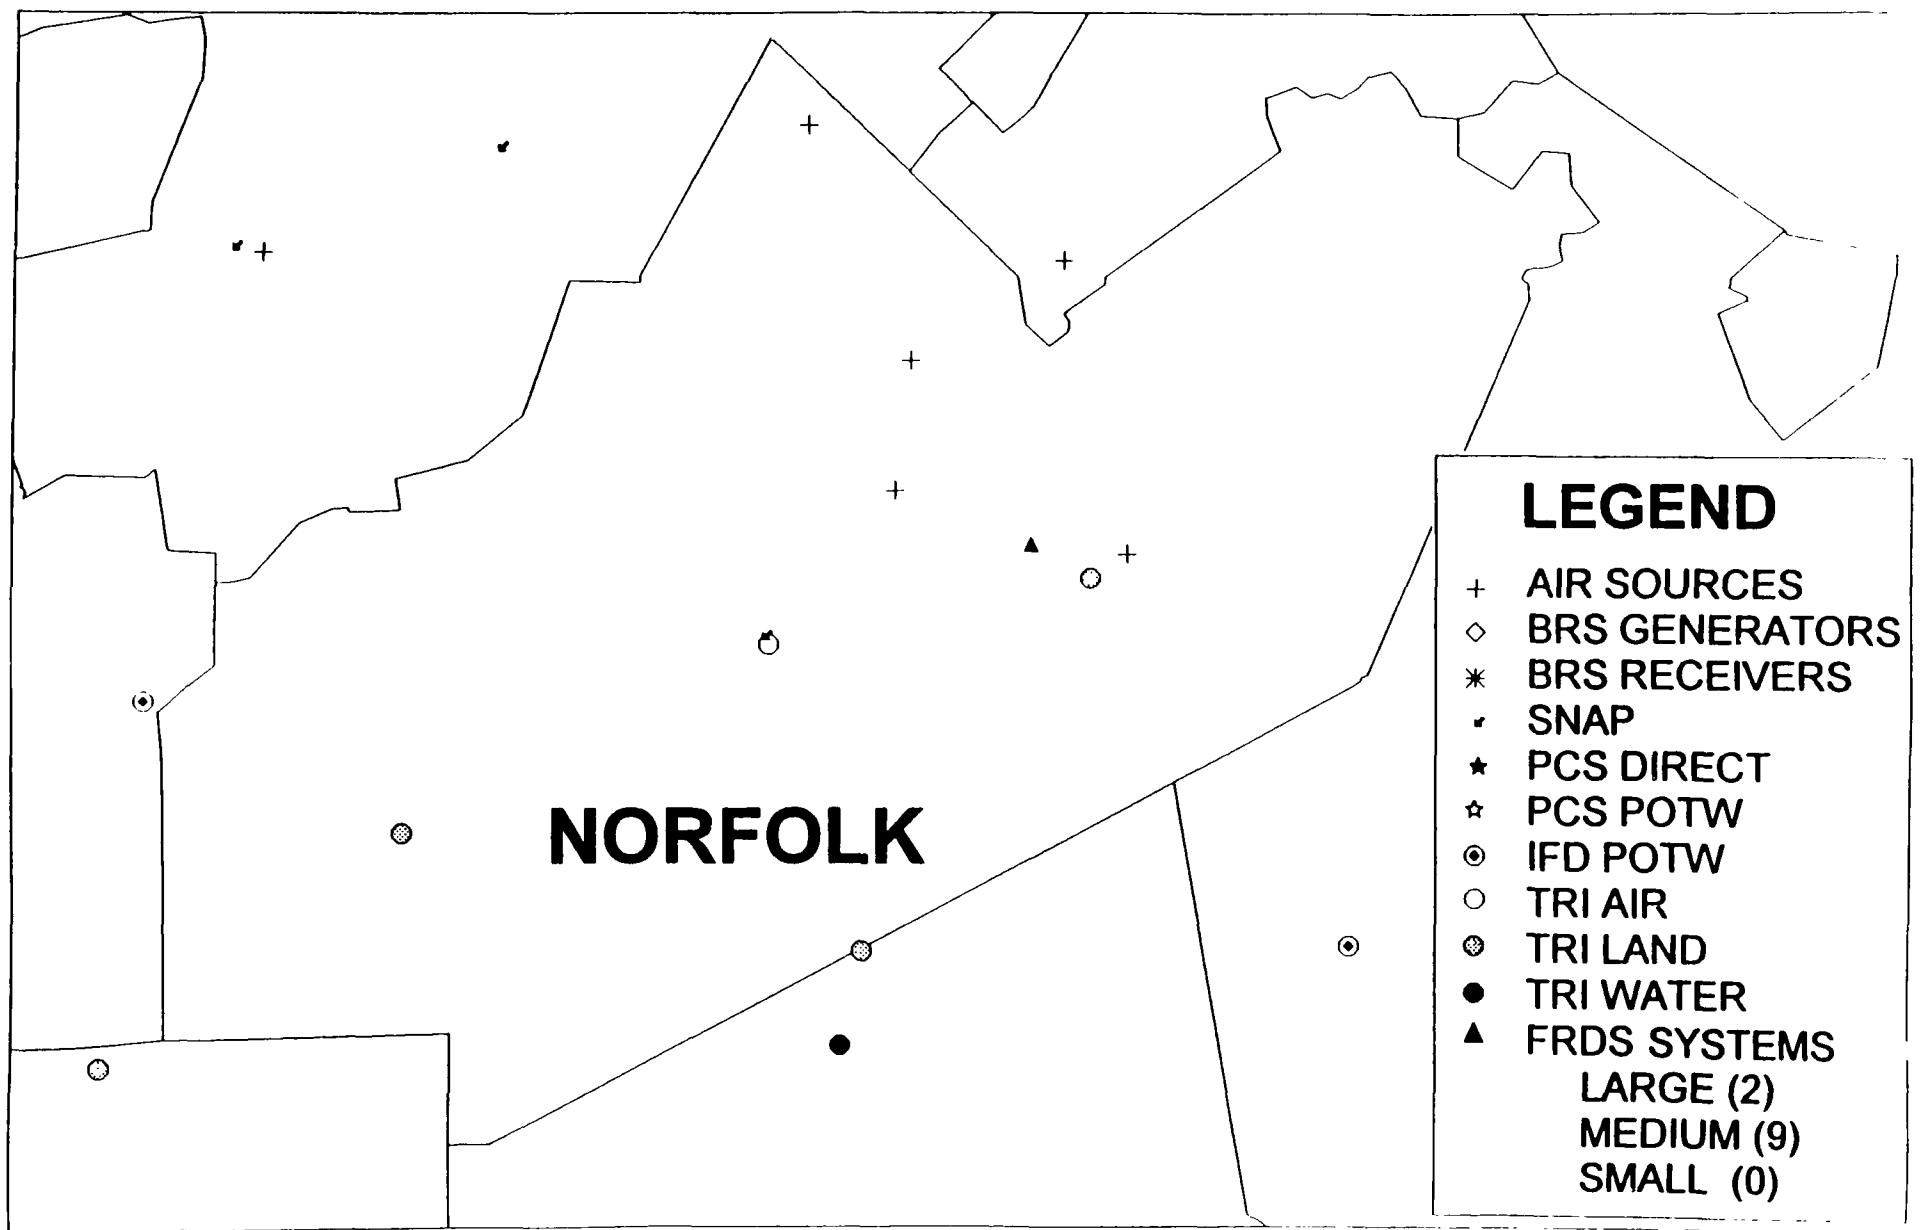 NORFOLK
LEGEND
AIR SOURCES
BRS GENERATORS
BRS RECEIVERS
SNAP
PCS DIRECT
PCS POTW
IFD POTW
TRI AIR
TRI LAND
TRI WATER
FRDS SYSTEMS
LARGE (2)
MEDIUM (9)
SMALL (0)